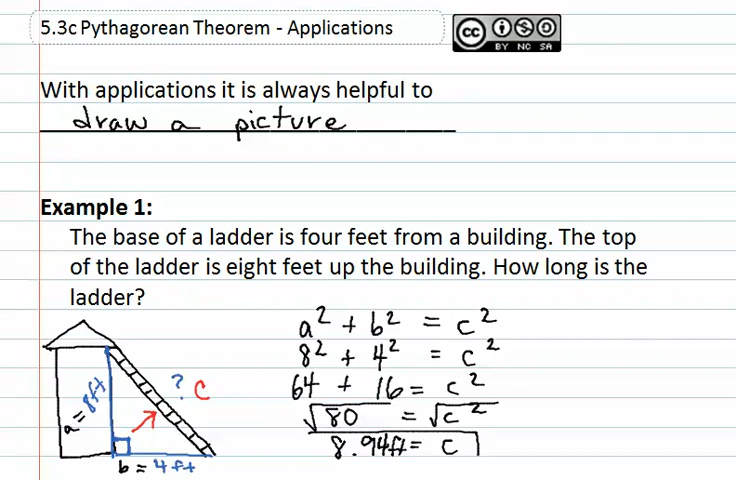 5.3c Pythagorean Theorem - Applications
cc BY NC SA
With applications it is always helpful to
draw a picture
Example 1:
The base of a ladder is four feet from a building. The top
of the ladder is eight feet up the building. How long is the
ladder?
a² + b² = c²
8² + 4² = c²
64 + 16 = c²
√80 = √c²
8.94ft = c
a = 8ft
? c
b = 4ft